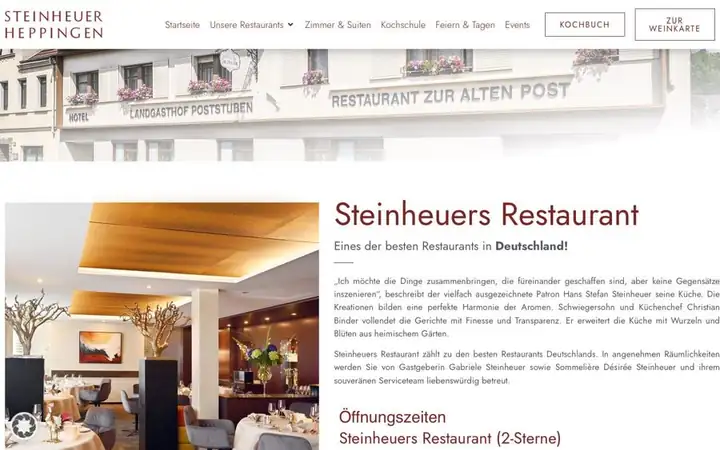 STEINHEUER
HEPPINGEN
Startseite Unsere Restaurants Zimmer & Suiten Kochschule Feiern & Tagen Events KOCHBUCH ZUR
WEINKARTE
HOTEL LANDGASTHOF POSTSTUBEN RESTAURANT ZUR ALTEN POST
Steinheuers Restaurant
Eines der besten Restaurants in Deutschland!
„Ich möchte die Dinge zusammenbringen, die füreinander geschaffen sind, aber keine Gegensätze
inszenieren“, beschreibt der vielfach ausgezeichnete Patron Hans Stefan Steinheuer seine Küche. Die
Kreationen bilden eine perfekte Harmonie der Aromen. Schwiegersohn und Küchenchef Christian
Binder vollendet die Gerichte mit Finesse und Transparenz. Er erweitert die Küche mit Wurzeln und
Blüten aus heimischem Gärten.
Steinheuers Restaurant zählt zu den besten Restaurants Deutschlands. In angenehmen Räumlichkeiten
werden Sie von Gastgeberin Gabriele Steinheuer sowie Sommelière Désirée Steinheuer und ihrem
souveränen Serviceteam liebenswürdig betreut.
Öffnungszeiten
Steinheuers Restaurant (2-Sterne)